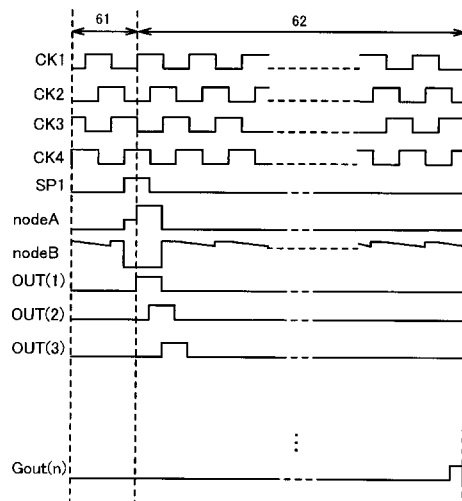 61
62
CK1
CK2
CK3
CK4
SP1
nodeA
nodeB
OUT(1)
OUT(2)
OUT(3)
Gout(n)